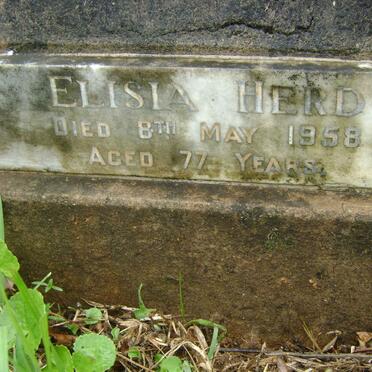 ELISIA HERD
DIED 8TH MAY 1958
AGED 77 YEARS.